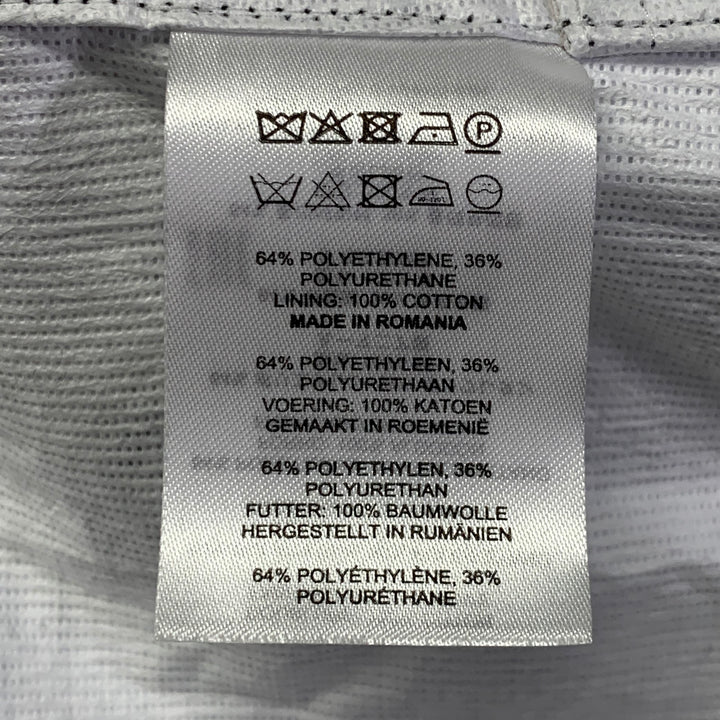 P
64% POLYETHYLENE, 36%
POLYURETHANE
LINING: 100% COTTON
MADE IN ROMANIA
64% POLYETHYLEEN, 36%
POLYURETHAAN
VOERING: 100% KATOEN
GEMAAKT IN ROEMENIË
64% POLYETHYLEN, 36%
POLYURETHAN
FUTTER: 100% BAUMWOLLE
HERGESTELLT IN RUMÄNIEN
64% POLYÉTHYLÈNE, 36%
POLYURÉTHANE